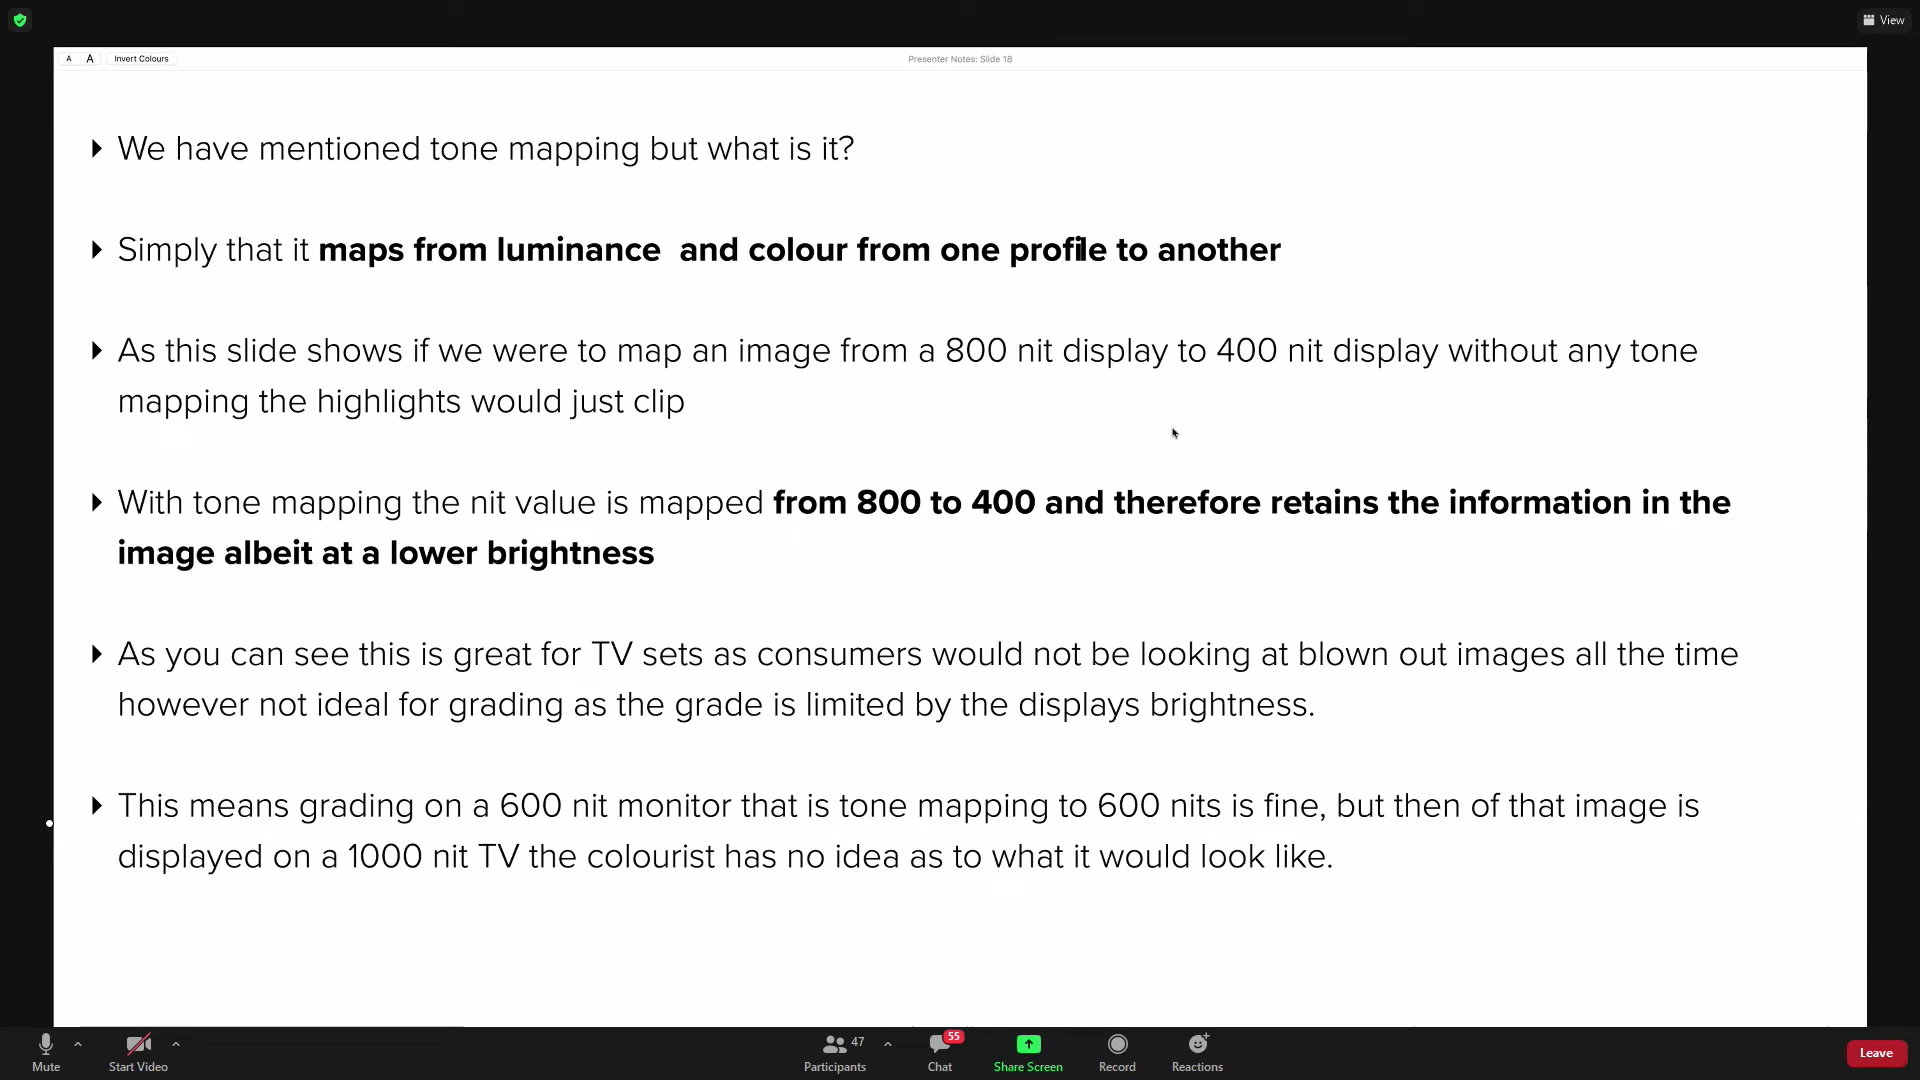 View
A A Invert Colours Presenter Notes: Slide 18
We have mentioned tone mapping but what is it?
Simply that it maps from luminance and colour from one profile to another
As this slide shows if we were to map an image from a 800 nit display to 400 nit display without any tone
mapping the highlights would just clip
With tone mapping the nit value is mapped from 800 to 400 and therefore retains the information in the
image albeit at a lower brightness
As you can see this is great for TV sets as consumers would not be looking at blown out images all the time
however not ideal for grading as the grade is limited by the displays brightness.
This means grading on a 600 nit monitor that is tone mapping to 600 nits is fine, but then of that image is
displayed on a 1000 nit TV the colourist has no idea as to what it would look like.
47 55
Mute Start Video Participants Chat Share Screen Record Reactions Leave